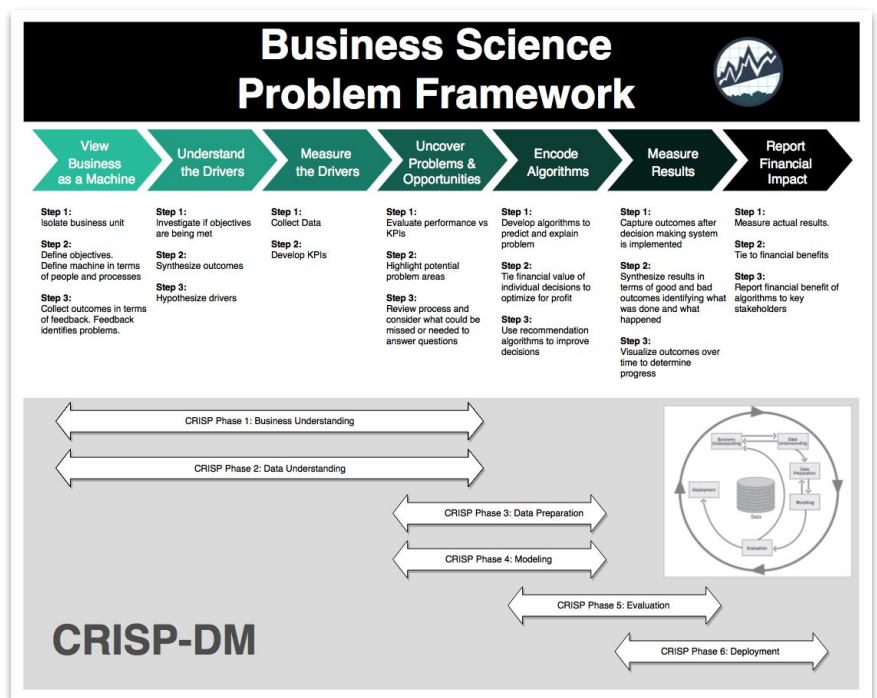 Business Science
Problem Framework
View
Business
as a Machine
Understand
the Drivers
Measure
the Drivers
Uncover
Problems &
Opportunities
Encode
Algorithms
Measure
Results
Report
Financial
Impact
Step 1:
Isolate business unit
Step 2:
Define objectives.
Define machine in terms
of people and processes
Step 3:
Collect outcomes in terms
of feedback. Feedback
identifies problems.
Step 1:
Investigate if objectives
are being met
Step 2:
Synthesize outcomes
Step 3:
Hypothesize drivers
Step 1:
Collect Data
Step 2:
Develop KPIs
Step 1:
Evaluate performance vs
KPIs
Step 2:
Highlight potential
problem areas
Step 3:
Review process and
consider what could be
missed or needed to
answer questions
Step 1:
Develop algorithms to
predict and explain
problem
Step 2:
Tie financial value of
individual decisions to
optimize for profit
Step 3:
Use recommendation
algorithms to improve
decisions
Step 1:
Capture outcomes after
decision making system
is implemented
Step 2:
Synthesize results in
terms of good and bad
outcomes identifying what
was done and what
happened
Step 3:
Visualize outcomes over
time to determine
progress
Step 1:
Measure actual results.
Step 2:
Tie to financial benefits
Step 3:
Report financial benefit of
algorithms to key
stakeholders
CRISP Phase 1: Business Understanding
CRISP Phase 2: Data Understanding
CRISP Phase 3: Data Preparation
CRISP Phase 4: Modeling
CRISP Phase 5: Evaluation
CRISP Phase 6: Deployment
CRISP-DM
Business
Understanding
Data
Understanding
Data
Preparation
Modeling
Deployment
Data
Evaluation